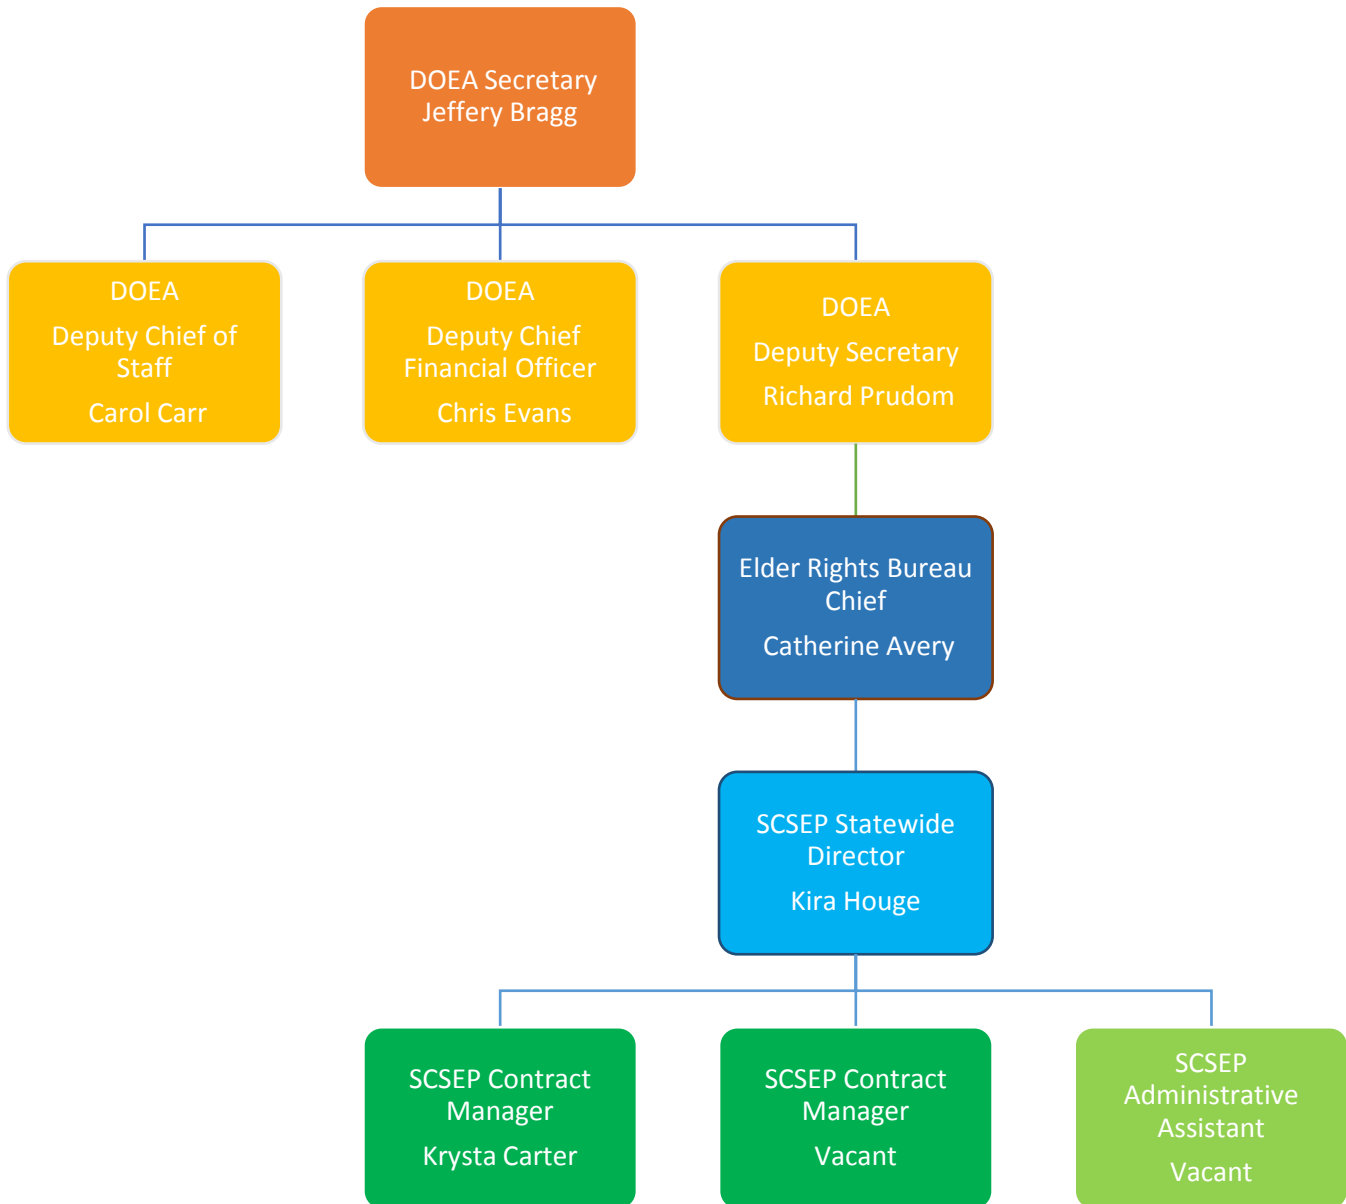 DOEA Secretary
Jeffery Bragg
DOEA
Deputy Chief of
Staff
Carol Carr
DOEA
Deputy Chief
Financial Officer
Chris Evans
DOEA
Deputy Secretary
Richard Prudom
Elder Rights Bureau
Chief
Catherine Avery
SCSEP Statewide
Director
Kira Houge
SCSEP Contract
Manager
Krysta Carter
SCSEP Contract
Manager
Vacant
SCSEP
Administrative
Assistant
Vacant